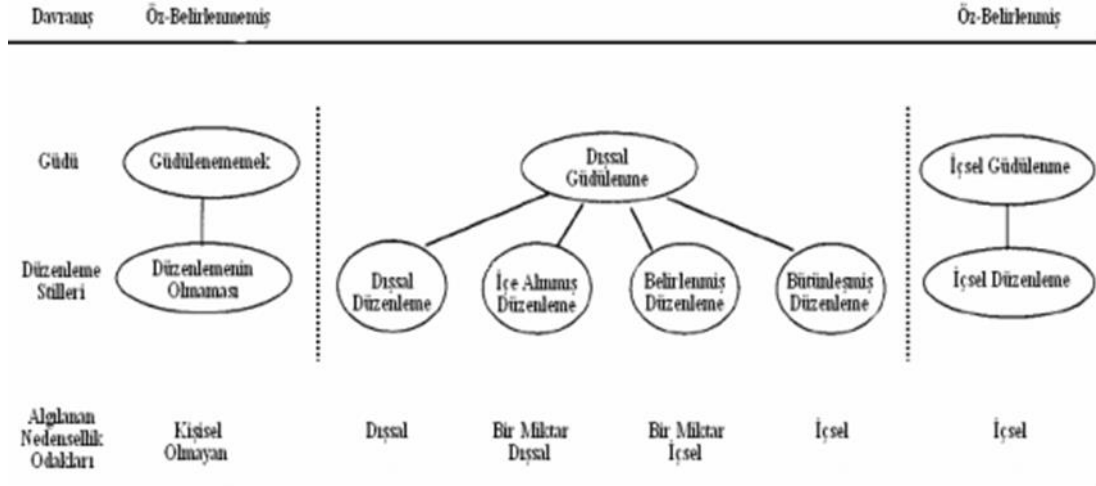 Davranış Öz-Belirlenmemiş Öz-Belirlenmiş
Güdü
Güdülenememek
Dışsal
Güdülenme
İçsel Güdülenme
Düzenleme
Stilleri
Düzenlemenin
Olmaması
Dışsal
Düzenleme
İçe Alınmış
Düzenleme
Belirlenmiş
Düzenleme
Bürünleşmiş
Düzenleme
İçsel Düzenleme
Algılanan
Nedensellik
Odakları
Kişisel
Olmayan
Dışsal
Bir Miktar
Dışsal
Bir Miktar
İçsel
İçsel
İçsel